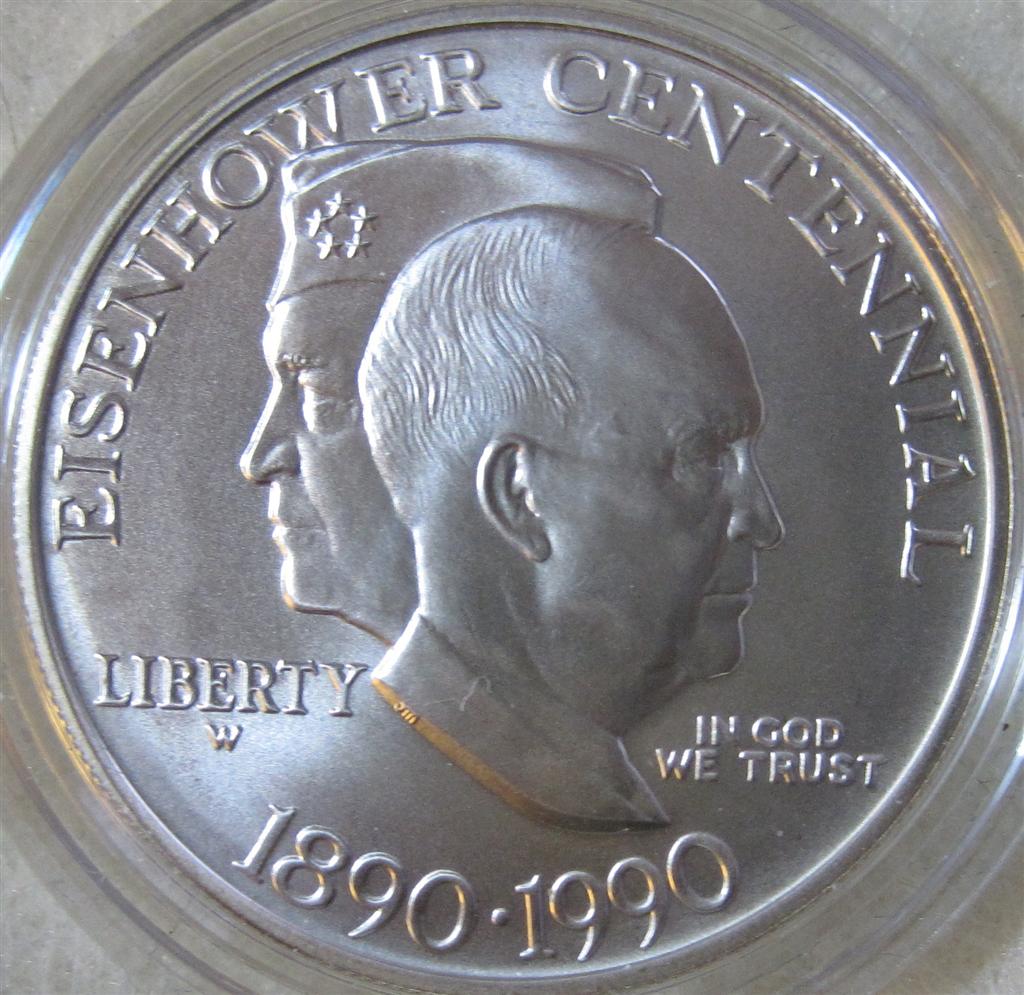 EISENHOWER CENTENNIAL
LIBERTY
W
IN GOD
WE TRUST
1890·1990